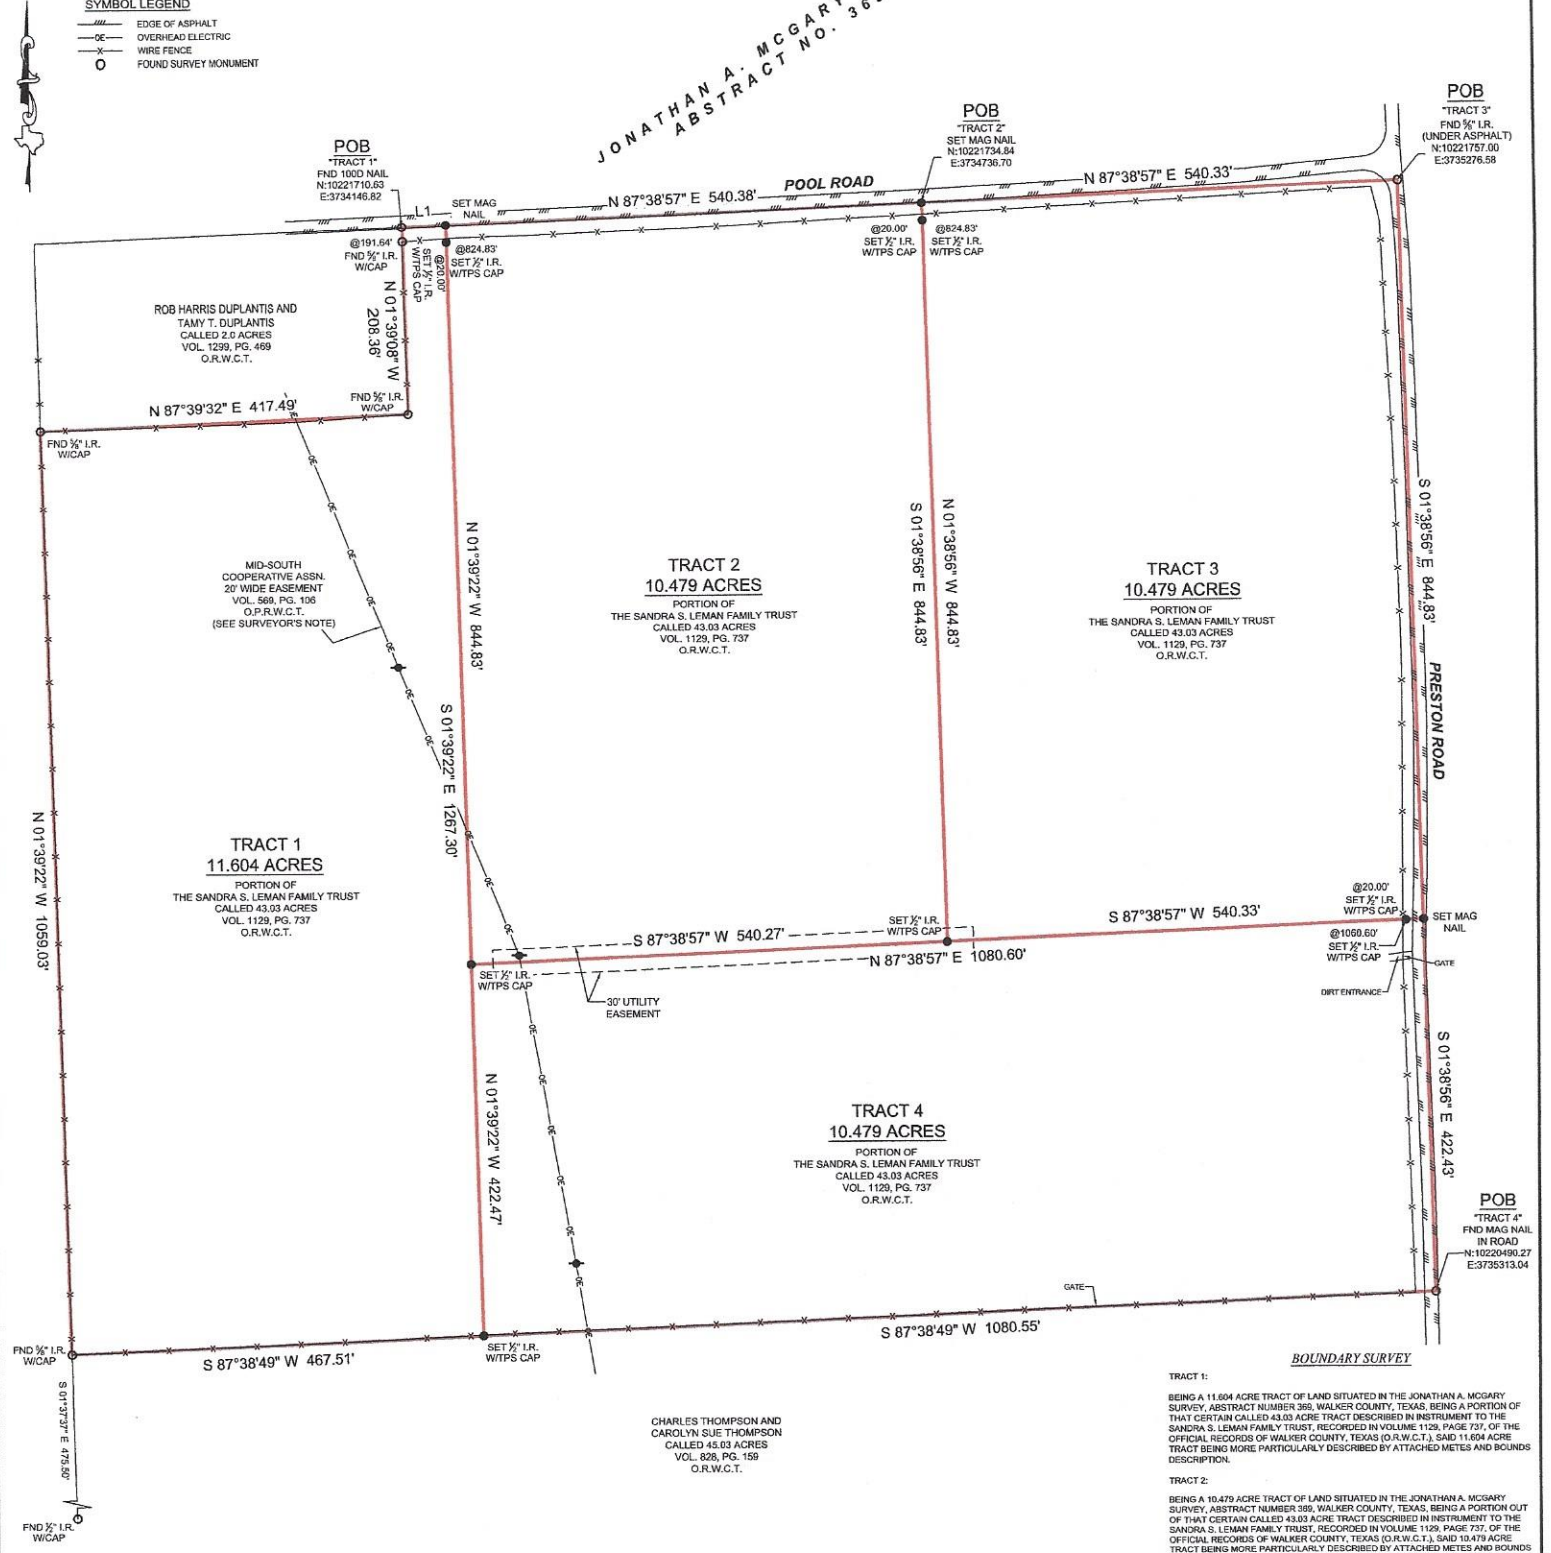 SYMBOL LEGEND
EDGE OF ASPHALT
OE OVERHEAD ELECTRIC
X WIRE FENCE
FOUND SURVEY MONUMENT
JONATHAN A. MCGARY
ABSTRACT NO. 36
POB
"TRACT 1"
FND 100D NAIL
N:10221710.63
E:3734146.82
POB
"TRACT 2"
SET MAG NAIL
N:10221734.84
E:3734736.70
POB
"TRACT 3"
FND ⅝" I.R.
(UNDER ASPHALT)
N:10221757.00
E:3735276.58
L1
SET MAG
NAIL
N 87°38'57" E 540.38'
POOL ROAD
N 87°38'57" E 540.33'
@191.64'
FND ⅝" I.R.
W/CAP
@20.00'
SET ½" I.R.
W/TPS CAP
@824.83'
SET ½" I.R.
W/TPS CAP
@20.00'
SET ½" I.R.
W/TPS CAP
@824.83'
SET ½" I.R.
W/TPS CAP
ROB HARRIS DUPLANTIS AND
TAMY T. DUPLANTIS
CALLED 2.0 ACRES
VOL. 1299, PG. 469
O.R.W.C.T.
N 01°39'08" W
208.36'
FND ⅝" I.R.
W/CAP
N 87°39'32" E 417.49'
FND ⅝" I.R.
W/CAP
MID-SOUTH
COOPERATIVE ASSN.
20' WIDE EASEMENT
VOL. 569, PG. 106
O.P.R.W.C.T.
(SEE SURVEYOR'S NOTE)
N 01°39'22" W 844.83'
S 01°39'22" E 1267.30'
TRACT 2
10.479 ACRES
PORTION OF
THE SANDRA S. LEMAN FAMILY TRUST
CALLED 43.03 ACRES
VOL. 1129, PG. 737
O.R.W.C.T.
S 01°38'56" E 844.83'
N 01°38'56" W 844.83'
TRACT 3
10.479 ACRES
PORTION OF
THE SANDRA S. LEMAN FAMILY TRUST
CALLED 43.03 ACRES
VOL. 1129, PG. 737
O.R.W.C.T.
S 01°38'56" E 844.83'
PRESTON ROAD
N 01°39'22" W 1059.03'
TRACT 1
11.604 ACRES
PORTION OF
THE SANDRA S. LEMAN FAMILY TRUST
CALLED 43.03 ACRES
VOL. 1129, PG. 737
O.R.W.C.T.
S 87°38'57" W 540.27'
SET ½" I.R.
W/TPS CAP
N 87°38'57" E 1080.60'
S 87°38'57" W 540.33'
@20.00'
SET ½" I.R.
W/TPS CAP
SET MAG
NAIL
@1060.60'
SET ½" I.R.
W/TPS CAP
GATE
DIRT ENTRANCE
SET ½" I.R.
W/TPS CAP
30' UTILITY
EASEMENT
N 01°39'22" W 422.47'
TRACT 4
10.479 ACRES
PORTION OF
THE SANDRA S. LEMAN FAMILY TRUST
CALLED 43.03 ACRES
VOL. 1129, PG. 737
O.R.W.C.T.
S 01°38'56" E 422.43'
POB
"TRACT 4"
FND MAG NAIL
IN ROAD
N:10220490.27
E:3735313.04
GATE
FND ⅝" I.R.
W/CAP
S 87°38'49" W 467.51'
SET ½" I.R.
W/TPS CAP
S 87°38'49" W 1080.55'
S 01°37'37" E 475.50'
FND ½" I.R.
W/CAP
CHARLES THOMPSON AND
CAROLYN SUE THOMPSON
CALLED 45.03 ACRES
VOL. 828, PG. 159
O.R.W.C.T.
BOUNDARY SURVEY
TRACT 1:
BEING A 11.604 ACRE TRACT OF LAND SITUATED IN THE JONATHAN A. MCGARY
SURVEY, ABSTRACT NUMBER 369, WALKER COUNTY, TEXAS, BEING A PORTION OF
THAT CERTAIN CALLED 43.03 ACRE TRACT DESCRIBED IN INSTRUMENT TO THE
SANDRA S. LEMAN FAMILY TRUST, RECORDED IN VOLUME 1129, PAGE 737, OF THE
OFFICIAL RECORDS OF WALKER COUNTY, TEXAS (O.R.W.C.T.), SAID 11.604 ACRE
TRACT BEING MORE PARTICULARLY DESCRIBED BY ATTACHED METES AND BOUNDS
DESCRIPTION.
TRACT 2:
BEING A 10.479 ACRE TRACT OF LAND SITUATED IN THE JONATHAN A. MCGARY
SURVEY, ABSTRACT NUMBER 369, WALKER COUNTY, TEXAS, BEING A PORTION OUT
OF THAT CERTAIN CALLED 43.03 ACRE TRACT DESCRIBED IN INSTRUMENT TO THE
SANDRA S. LEMAN FAMILY TRUST, RECORDED IN VOLUME 1129, PAGE 737, OF THE
OFFICIAL RECORDS OF WALKER COUNTY, TEXAS (O.R.W.C.T.), SAID 10.479 ACRE
TRACT BEING MORE PARTICULARLY DESCRIBED BY ATTACHED METES AND BOUNDS